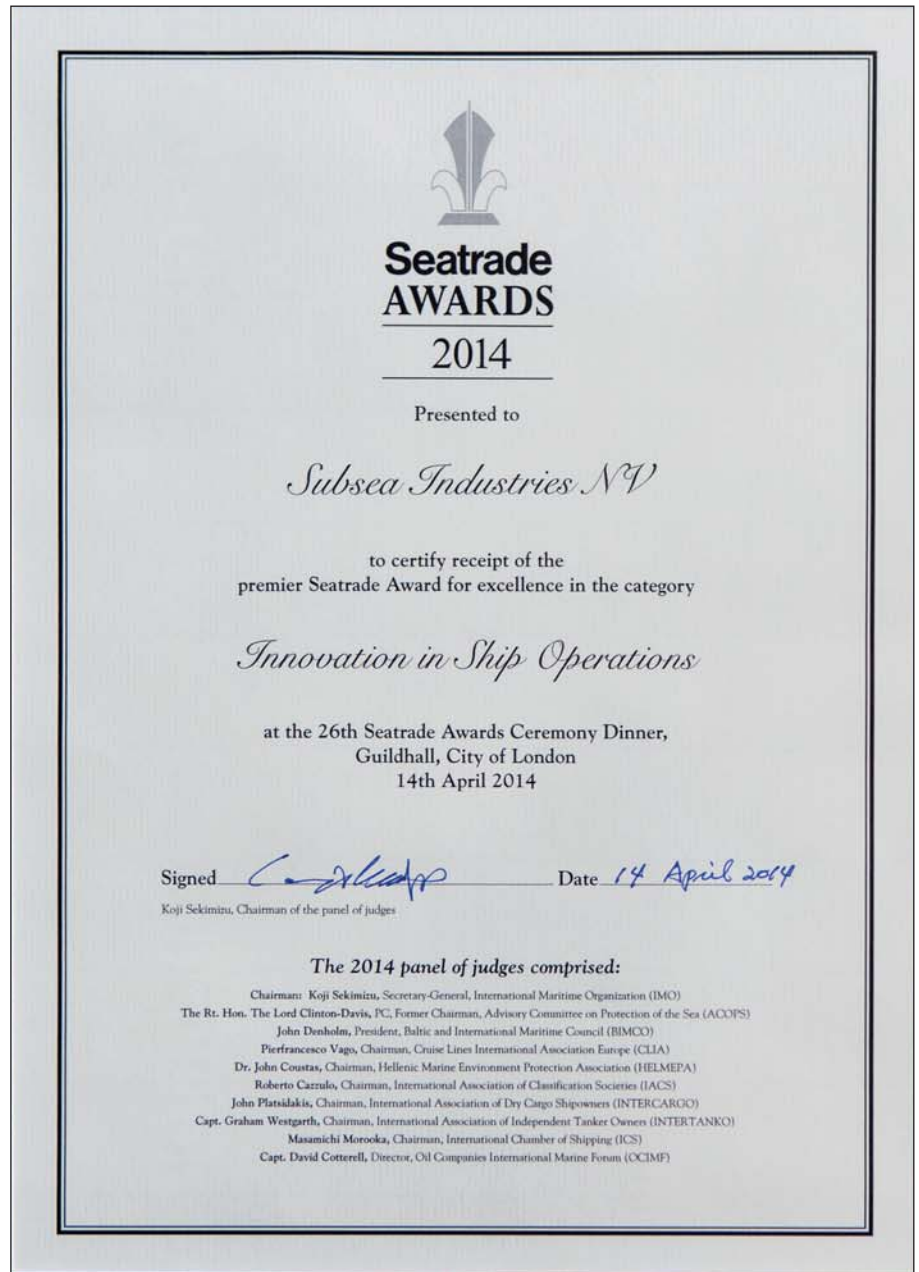 Seatrade
AWARDS
2014
Presented to
Subsea Industries NV
to certify receipt of the
premier Seatrade Award for excellence in the category
Innovation in Ship Operations
at the 26th Seatrade Awards Ceremony Dinner,
Guildhall, City of London
14th April 2014
Signed Date 14 April 2014
Koji Sekimizu, Chairman of the panel of judges
The 2014 panel of judges comprised:
Chairman: Koji Sekimizu, Secretary-General, International Maritime Organization (IMO)
The Rt. Hon. The Lord Clinton-Davis, PC, Former Chairman, Advisory Committee on Protection of the Sea (ACOPS)
John Denholm, President, Baltic and International Maritime Council (BIMCO)
Pierfrancesco Vago, Chairman, Cruise Lines International Association Europe (CLIA)
Dr. John Coustas, Chairman, Hellenic Marine Environment Protection Association (HELMEPA)
Roberto Cazzulo, Chairman, International Association of Classification Societies (IACS)
John Platsidakis, Chairman, International Association of Dry Cargo Shipowners (INTERCARGO)
Capt. Graham Westgarth, Chairman, International Association of Independent Tanker Owners (INTERTANKO)
Masamichi Morooka, Chairman, International Chamber of Shipping (ICS)
Capt. David Cotterell, Director, Oil Companies International Marine Forum (OCIMF)